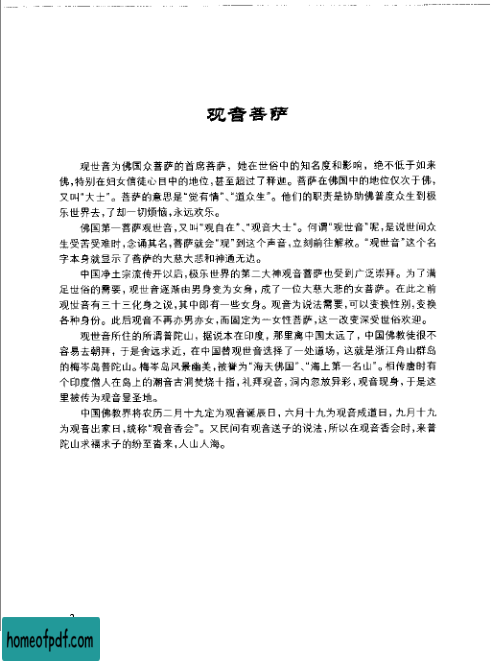 观音菩萨
观世音为佛国众菩萨的首席菩萨，她在世俗中的知名度和影响，绝不低于如来
佛，特别在妇女信徒心目中的地位，甚至超过了释迦。菩萨在佛国中的地位仅次于佛，
又叫“大士”。菩萨的意思是“觉有情”、“道众生”。他们的职责是协助佛普度众生到极
乐世界去，了却一切烦恼，永远欢乐。
佛国第一菩萨观世音，又叫“观自在”、“观音大士”。何谓“观世音”呢，是说世间众
生受苦受难时，念诵其名，菩萨就会“观”到这个声音，立刻前往解救。“观世音”这个名
字本身就显示了菩萨的大慈大悲和神通无边。
中国净土宗流传开以后，极乐世界的第二大神观音菩萨也受到广泛崇拜。为了满
足世俗的需要，观世音逐渐由男身变为女身，成了一位大慈大悲的女菩萨。在此之前
观世音有三十三化身之说，其中即有一些女身。观音为说法需要，可以变换性别，变换
各种身份。此后观音不再亦男亦女，而固定为一女性菩萨，这一改变深受世俗欢迎。
观世音所住的所谓普陀山，据说本在印度，那里离中国太远了，中国佛教徒很不
容易去朝拜，于是舍远求近，在中国替观世音选择了一处道场，这就是浙江舟山群岛
的梅岑岛普陀山。梅岑岛风景幽美，被誉为“海天佛国”、“海上第一名山”。相传唐时有
个印度僧人在岛上的潮音古洞焚烧十指，礼拜观音，洞内忽放异彩，观音现身，于是这
里被传为观音显圣地。
中国佛教界将农历二月十九定为观音诞辰日，六月十九为观音成道日，九月十九
为观音出家日，统称“观音香会”。又民间有观音送子的说法，所以在观音香会时，来普
陀山求福求子的纷至沓来，人山人海。
2
homeofpdf.com